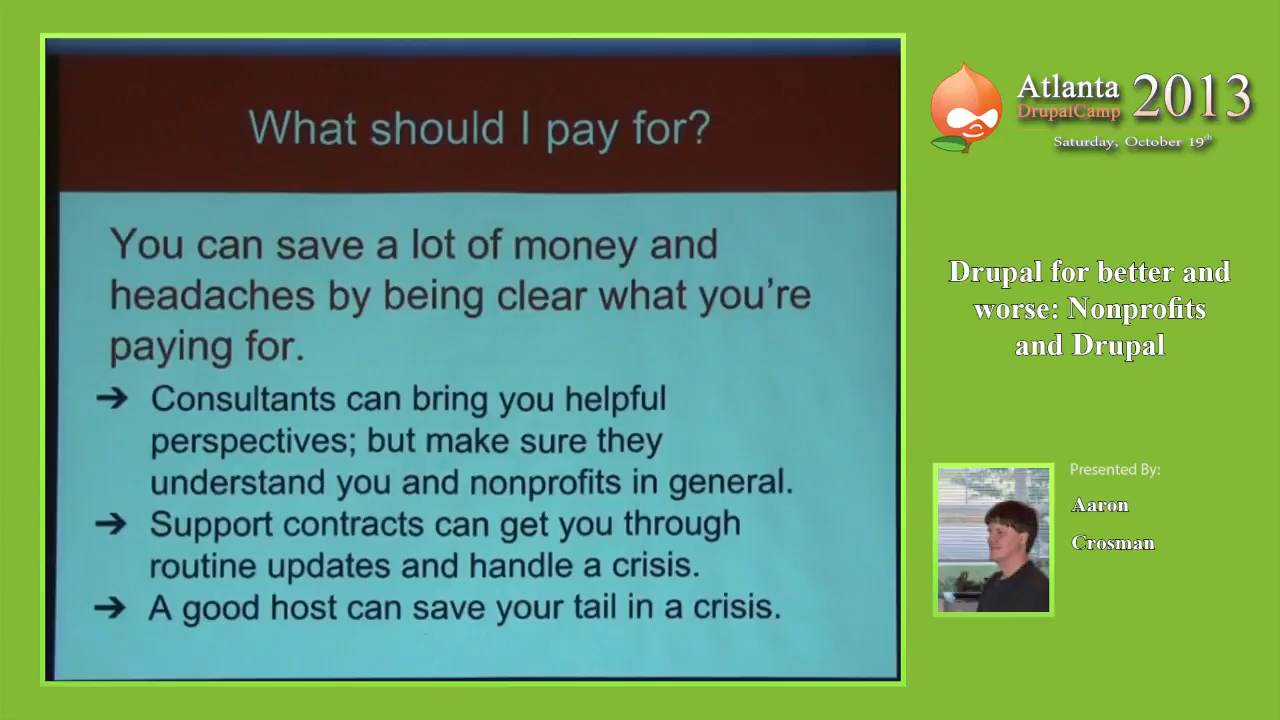 What should I pay for?
You can save a lot of money and
headaches by being clear what you're
paying for.
➔ Consultants can bring you helpful
perspectives; but make sure they
understand you and nonprofits in general.
➔ Support contracts can get you through
routine updates and handle a crisis.
➔ A good host can save your tail in a crisis.
Atlanta
DrupalCamp
2013
Saturday, October 19th
Drupal for better and
worse: Nonprofits
and Drupal
Presented By:
Aaron
Crosman